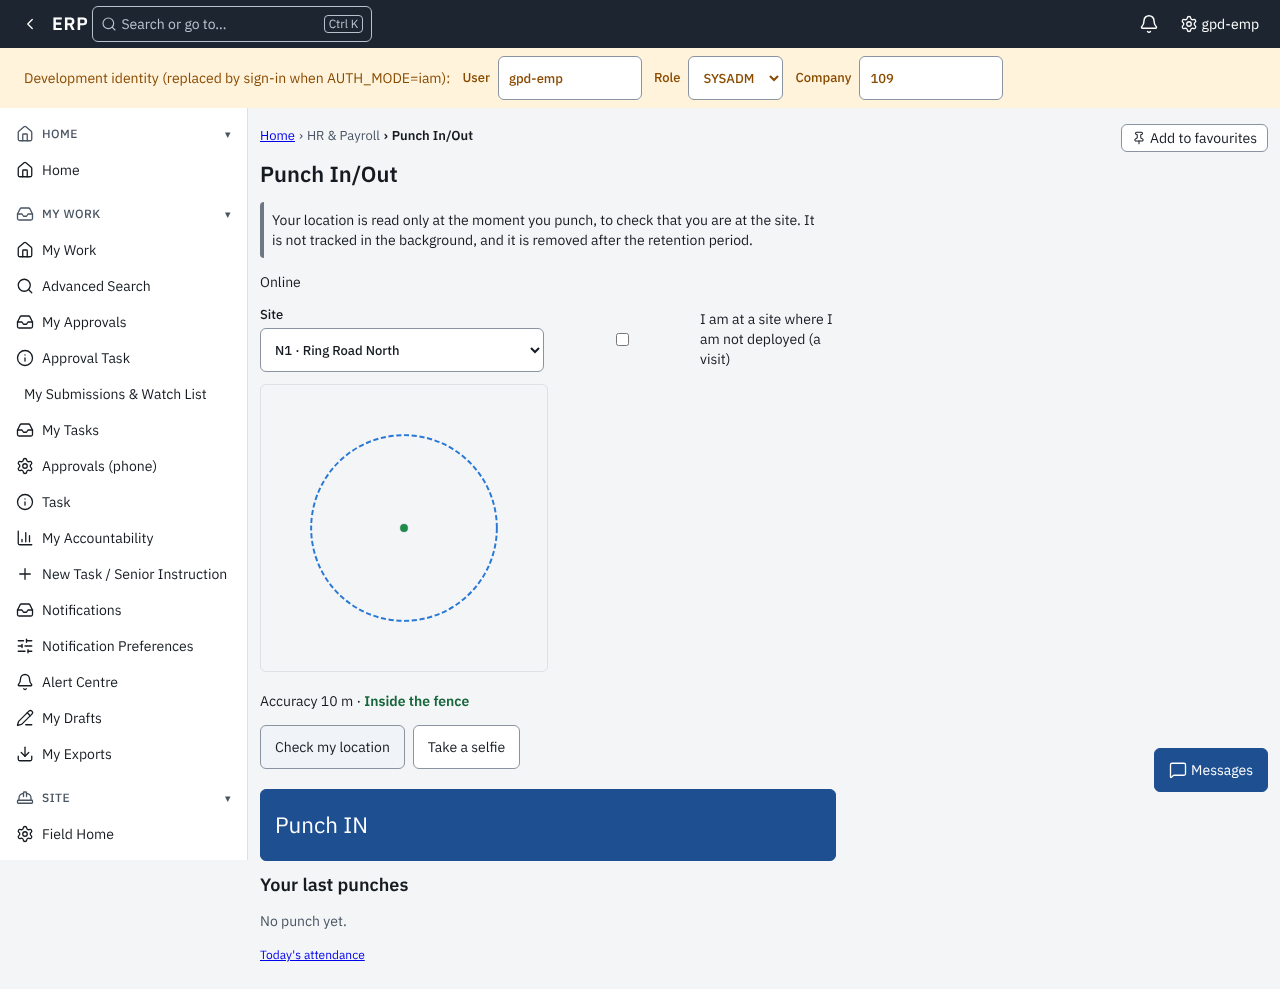 ERP
Search or go to...
Ctrl K
gpd-emp
Development identity (replaced by sign-in when AUTH_MODE=iam):
User
gpd-emp
Role
SYSADM
Company
109
HOME
Home
MY WORK
My Work
Advanced Search
My Approvals
Approval Task
My Submissions & Watch List
My Tasks
Approvals (phone)
Task
My Accountability
New Task / Senior Instruction
Notifications
Notification Preferences
Alert Centre
My Drafts
My Exports
SITE
Field Home
Home › HR & Payroll › Punch In/Out
Add to favourites
Punch In/Out
Your location is read only at the moment you punch, to check that you are at the site. It
is not tracked in the background, and it is removed after the retention period.
Online
Site
N1 · Ring Road North
I am at a site where I
am not deployed (a
visit)
Accuracy 10 m · Inside the fence
Check my location
Take a selfie
Messages
Punch IN
Your last punches
No punch yet.
Today's attendance